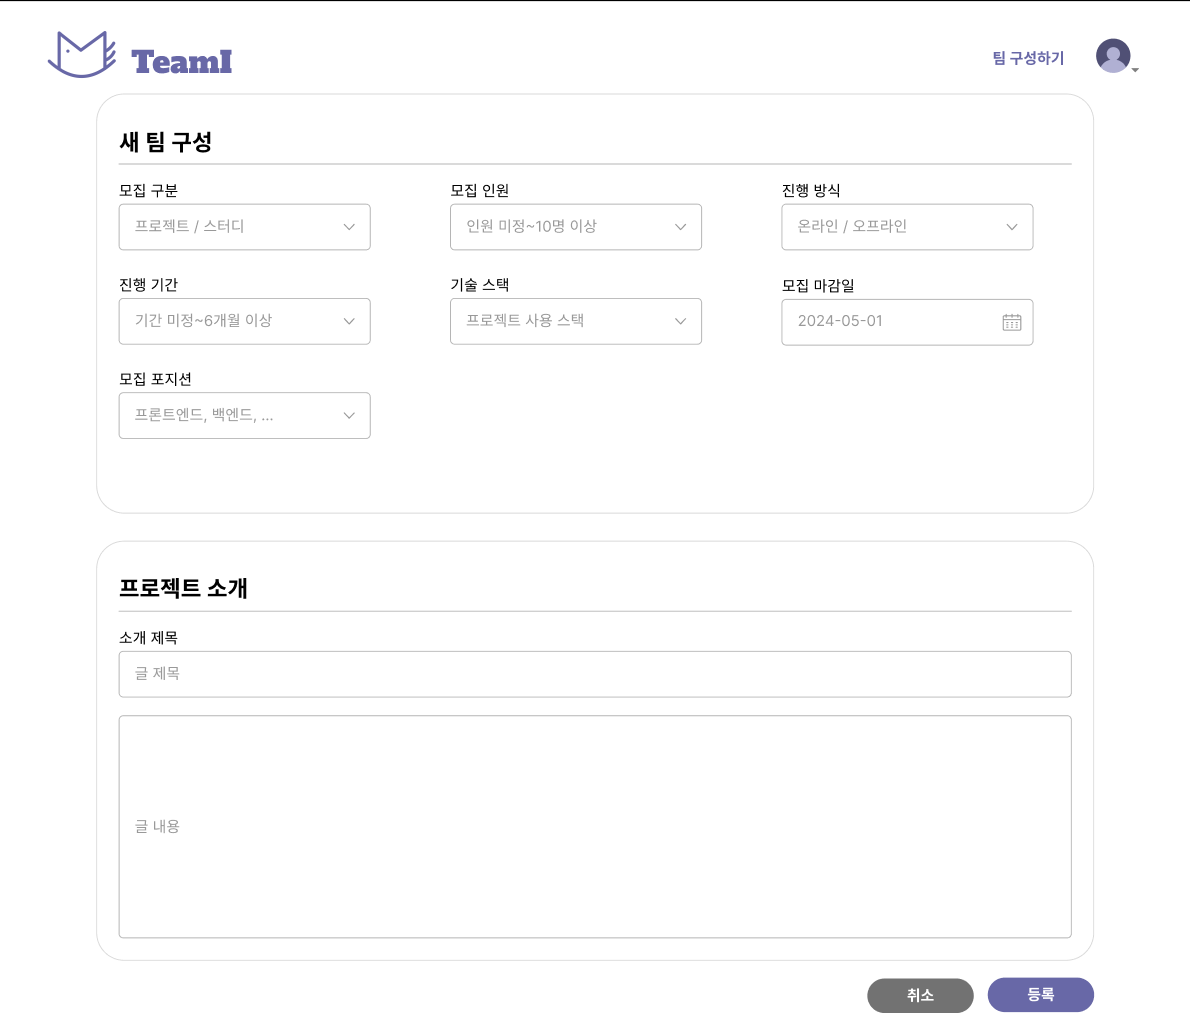 TeamI
팀 구성하기
새 팀 구성
모집 구분
모집 인원
진행 방식
프로젝트 / 스터디
인원 미정~10명 이상
온라인 / 오프라인
진행 기간
기술 스택
모집 마감일
기간 미정~6개월 이상
프로젝트 사용 스택
2024-05-01
모집 포지션
프론트엔드, 백엔드, ...
프로젝트 소개
소개 제목
글 제목
글 내용
취소
등록